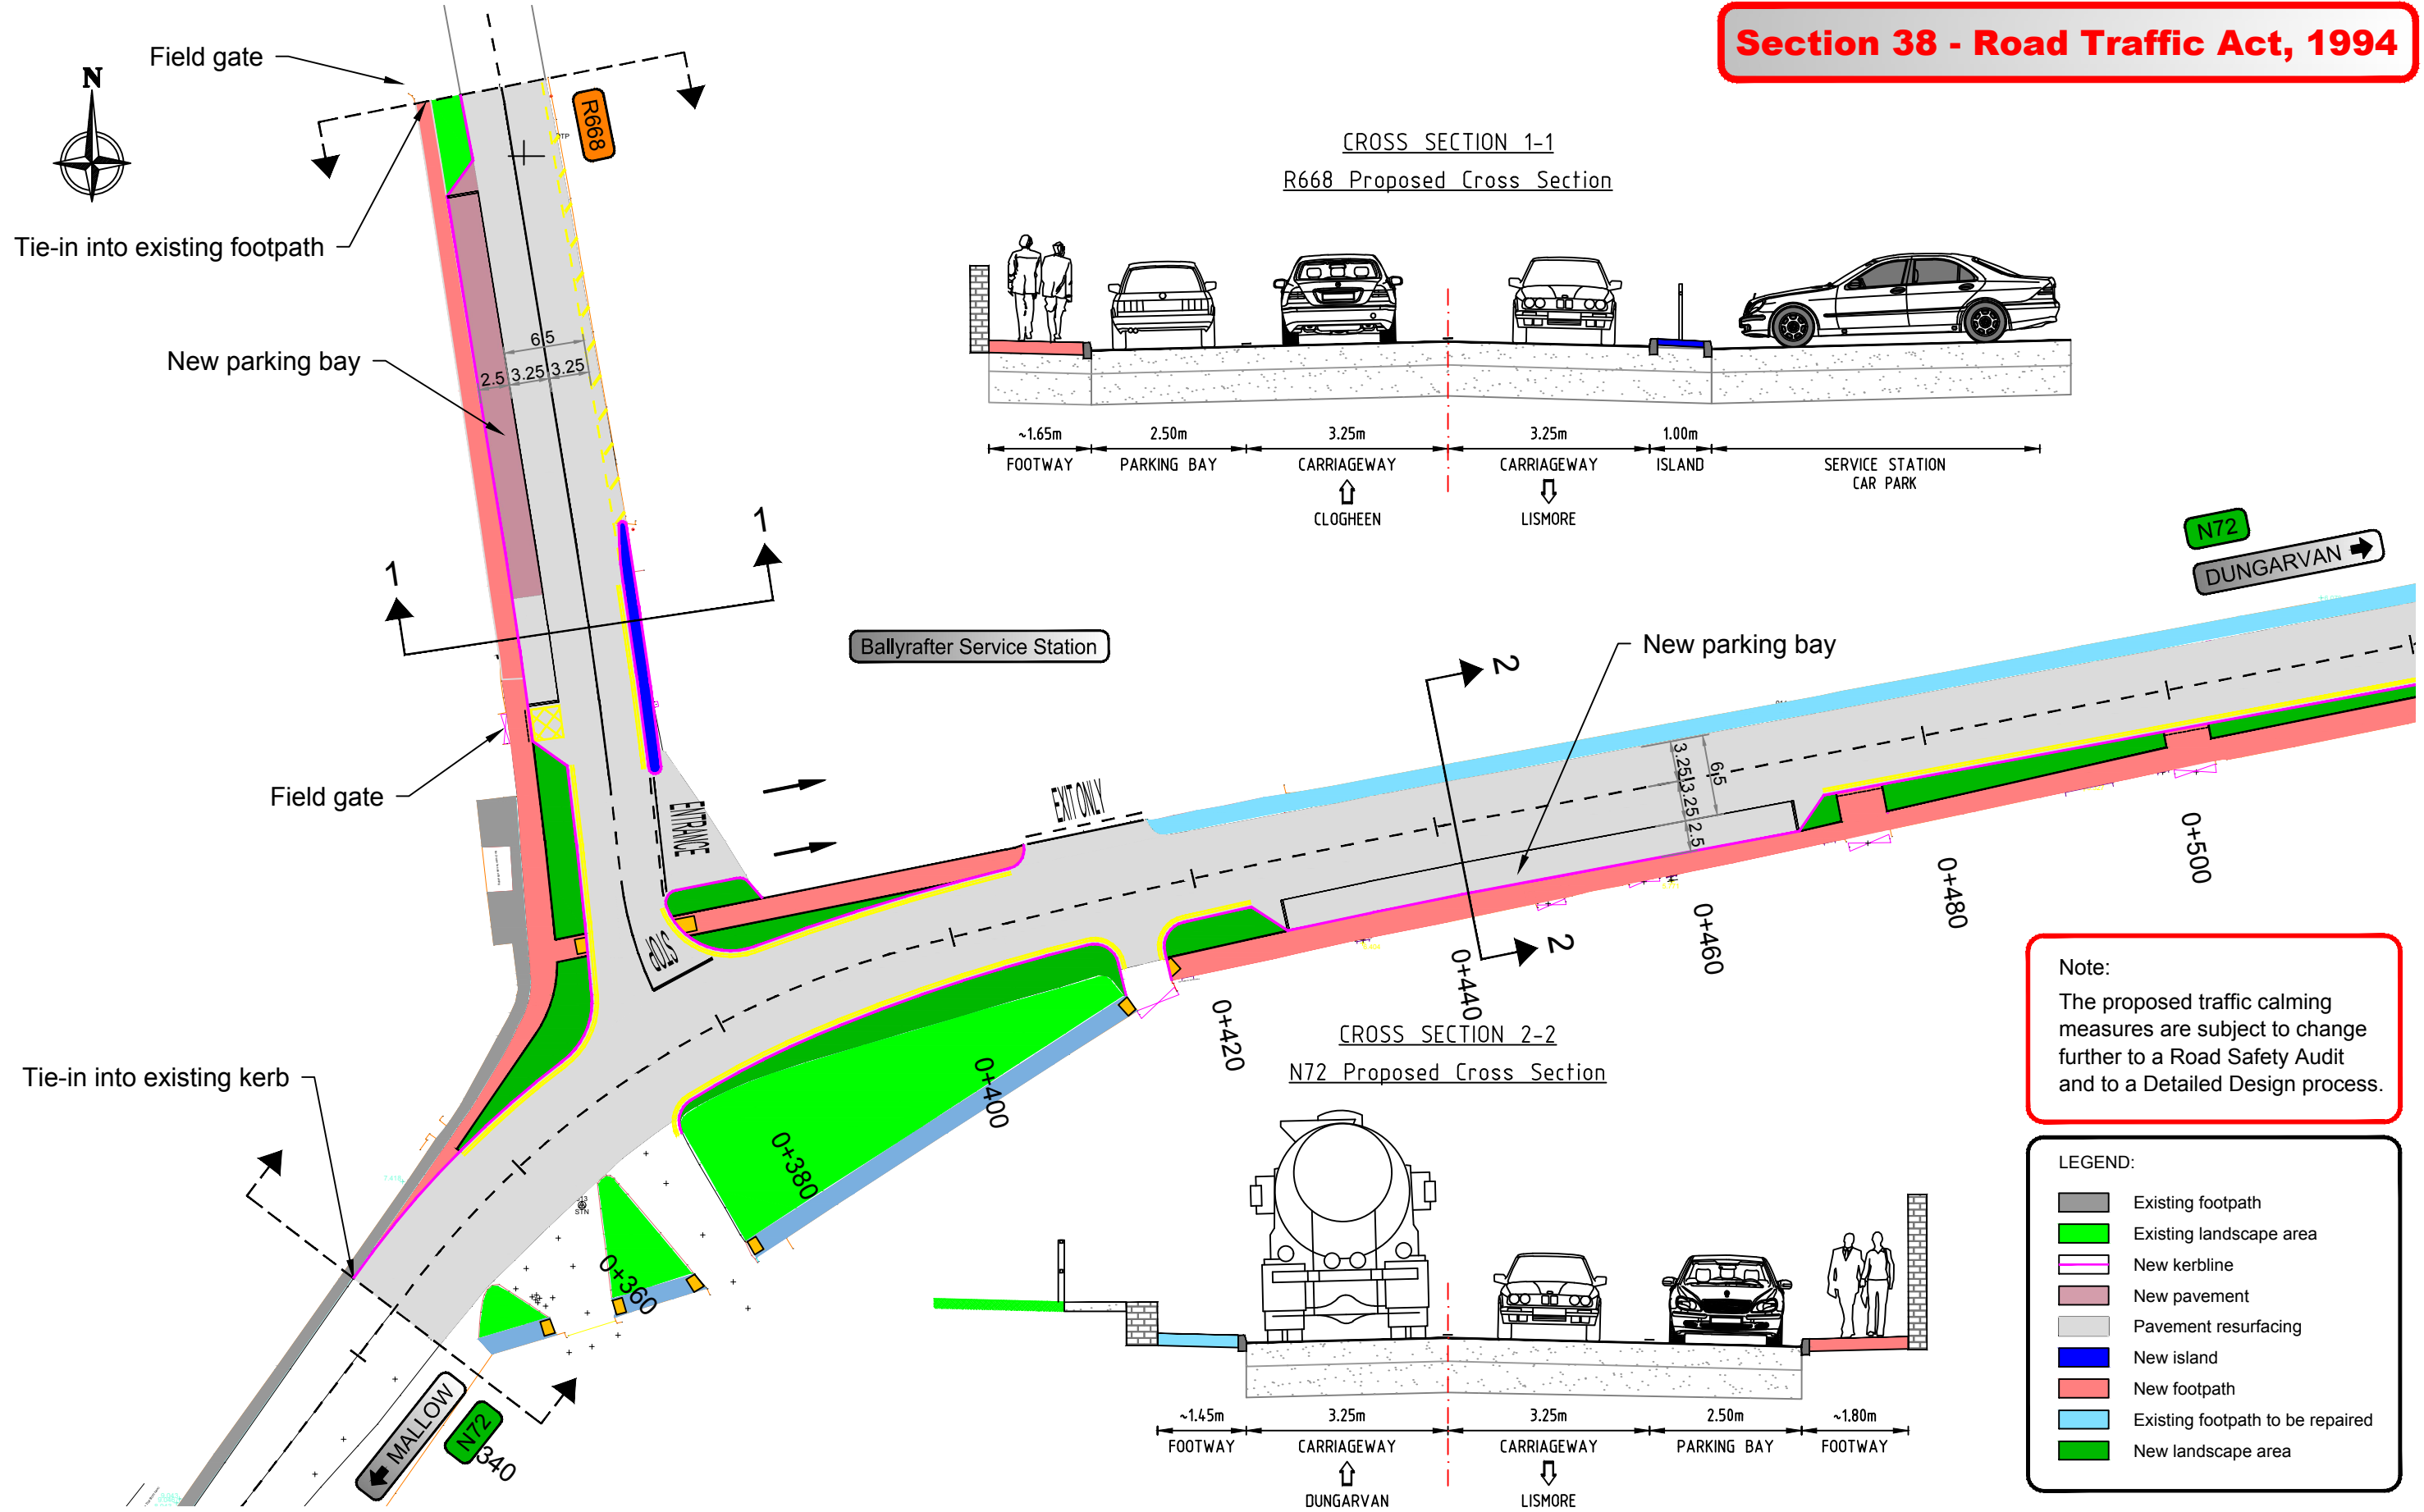 Section 38 - Road Traffic Act, 1994
Field gate
N
R668
TP
Tie-in into existing footpath
New parking bay
6.5
2.5
3.25
3.25
1
1
Field gate
Tie-in into existing kerb
CROSS SECTION 1-1
R668 Proposed Cross Section
~1.65m
2.50m
3.25m
3.25m
1.00m
FOOTWAY
PARKING BAY
CARRIAGEWAY
CARRIAGEWAY
ISLAND
SERVICE STATION
CAR PARK
CLOGHEEN
LISMORE
N72
DUNGARVAN
Ballyrafter Service Station
New parking bay
2
2
3.25
3.25
2.5
6.5
ENTRANCE
EXIT ONLY
STOP
0+500
0+480
0+460
0+440
0+420
0+400
0+380
0+360
340
STN
MALLOW
N72
CROSS SECTION 2-2
N72 Proposed Cross Section
~1.45m
3.25m
3.25m
2.50m
~1.80m
FOOTWAY
CARRIAGEWAY
CARRIAGEWAY
PARKING BAY
FOOTWAY
DUNGARVAN
LISMORE
Note:
The proposed traffic calming
measures are subject to change
further to a Road Safety Audit
and to a Detailed Design process.
LEGEND:
Existing footpath
Existing landscape area
New kerbline
New pavement
Pavement resurfacing
New island
New footpath
Existing footpath to be repaired
New landscape area